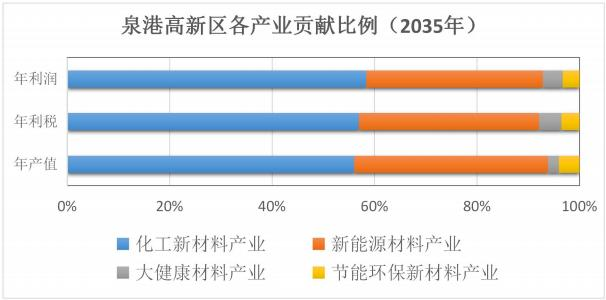 泉港高新区各产业贡献比例（2035年）
年利润
年利税
年产值
0% 20% 40% 60% 80% 100%
化工新材料产业 新能源材料产业
大健康材料产业 节能环保新材料产业